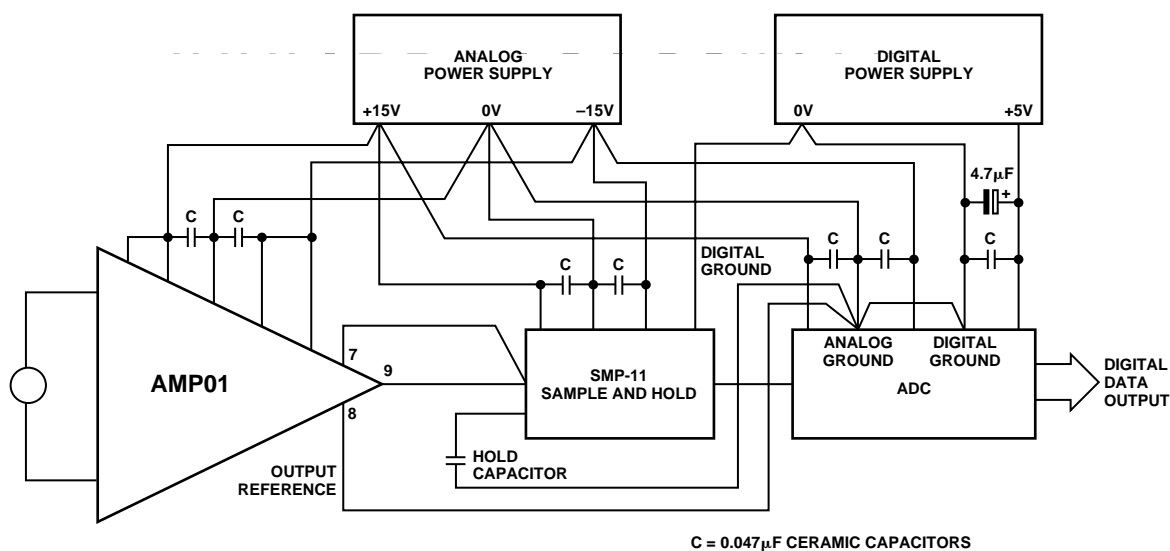 ANALOG
POWER SUPPLY
+15V
0V
–15V
DIGITAL
POWER SUPPLY
0V
+5V
4.7µF
+
C
C
C
C
DIGITAL
GROUND
C
C
C
AMP01
7
9
8
OUTPUT
REFERENCE
SMP-11
SAMPLE AND HOLD
HOLD
CAPACITOR
ANALOG
GROUND
DIGITAL
GROUND
ADC
DIGITAL
DATA
OUTPUT
C = 0.047µF CERAMIC CAPACITORS